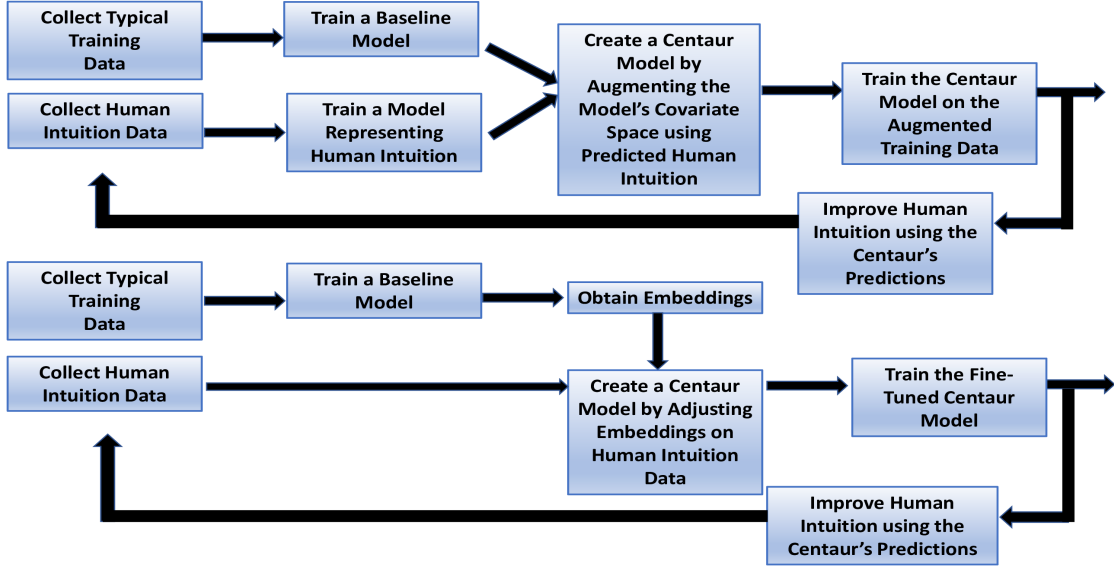 Collect Typical
Training
Data
Train a Baseline
Model
Collect Human
Intuition Data
Train a Model
Representing
Human Intuition
Create a Centaur
Model by
Augmenting the
Model's Covariate
Space using
Predicted Human
Intuition
Train the Centaur
Model on the
Augmented
Training Data
Improve Human
Intuition using the
Centaur's
Predictions
Collect Typical
Training
Data
Train a Baseline
Model
Obtain Embeddings
Collect Human
Intuition Data
Create a Centaur
Model by Adjusting
Embeddings on
Human Intuition
Data
Train the Fine-
Tuned Centaur
Model
Improve Human
Intuition using the
Centaur's Predictions